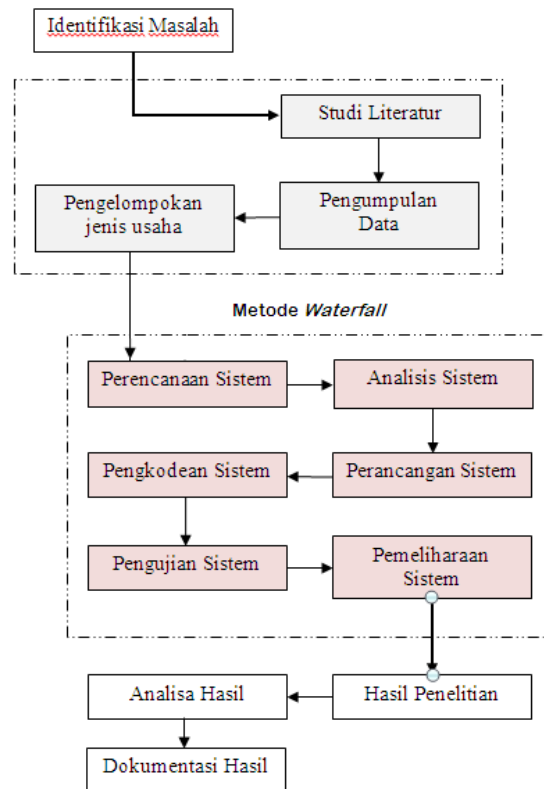 Identifikasi Masalah
Studi Literatur
Pengumpulan
Data
Pengelompokan
jenis usaha
Metode Waterfall
Perencanaan Sistem
Analisis Sistem
Perancangan Sistem
Pengkodean Sistem
Pengujian Sistem
Pemeliharaan
Sistem
Hasil Penelitian
Analisa Hasil
Dokumentasi Hasil